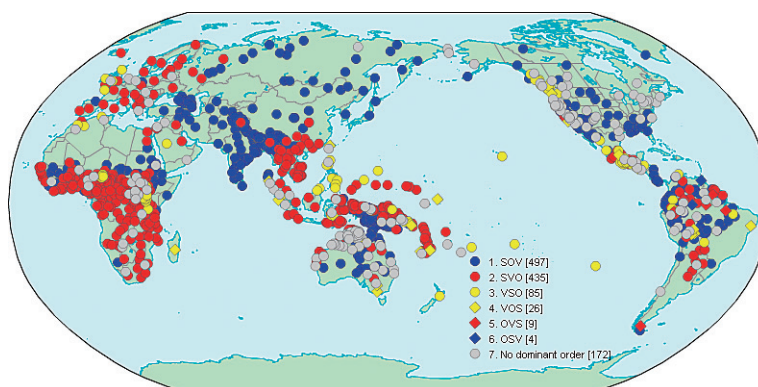 1. SOV [497]
2. SVO [435]
3. VSO [85]
4. VOS [26]
5. OVS [9]
6. OSV [4]
7. No dominant order [172]